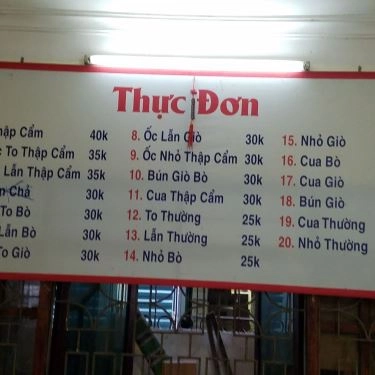 Thực Đơn
hập Cẩm 40k
To Thập Cẩm 35k
Lẫn Thập Cẩm 35k
Chả 30k
To Bò 30k
Lẫn Bò 30k
To Giò 30k
8. Ốc Lẫn Giò 30k
9. Ốc Nhỏ Thập Cẩm 30k
10. Bún Giò Bò 30k
11. Cua Thập Cẩm 30k
12. To Thường 25k
13. Lẫn Thường 25k
14. Nhỏ Bò 25k
15. Nhỏ Giò
16. Cua Bò
17. Cua Giò
18. Bún Giò
19. Cua Thường
20. Nhỏ Thường